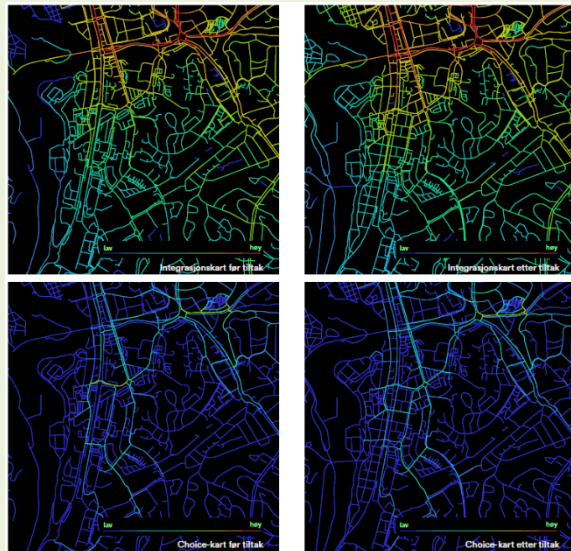 lav høy
Integrasjonskart før tiltak
lav høy
Integrasjonskart etter tiltak
lav høy
Choice-kart før tiltak
lav høy
Choice-kart etter tiltak